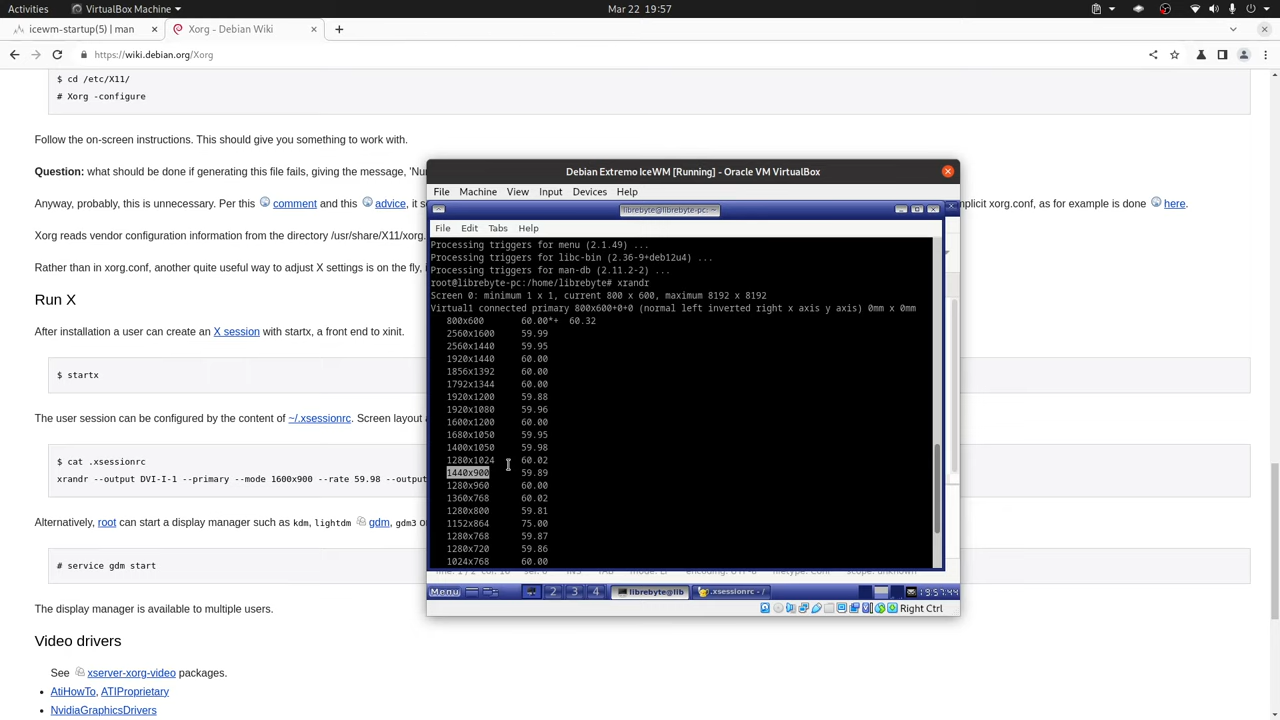 Activities
VirtualBox Machine
Mar 22 19:57
icewm-startup(5) | man
Xorg - Debian Wiki
https://wiki.debian.org/Xorg
$ cd /etc/X11/
# Xorg -configure
Follow the on-screen instructions. This should give you something to work with.
Question: what should be done if generating this file fails, giving the message, 'Nu
Anyway, probably, this is unnecessary. Per this comment and this advice, it s
plicit xorg.conf, as for example is done here.
Xorg reads vendor configuration information from the directory /usr/share/X11/xorg.
Rather than in xorg.conf, another quite useful way to adjust X settings is on the fly,
Run X
After installation a user can create an X session with startx, a front end to xinit.
$ startx
The user session can be configured by the content of ~/.xsessionrc. Screen layout
$ cat .xsessionrc
xrandr --output DVI-I-1 --primary --mode 1600x900 --rate 59.98 --output
Alternatively, root can start a display manager such as kdm, lightdm gdm, gdm3 o
# service gdm start
The display manager is available to multiple users.
Video drivers
See xserver-xorg-video packages.
AtiHowTo, ATIProprietary
NvidiaGraphicsDrivers
Debian Extremo IceWM [Running] - Oracle VM VirtualBox
File Machine View Input Devices Help
librebyte@librebyte-pc: ~
File Edit Tabs Help
Processing triggers for menu (2.1.49) ...
Processing triggers for libc-bin (2.36-9+deb12u4) ...
Processing triggers for man-db (2.11.2-2) ...
root@librebyte-pc:/home/librebyte# xrandr
Screen 0: minimum 1 x 1, current 800 x 600, maximum 8192 x 8192
Virtual1 connected primary 800x600+0+0 (normal left inverted right x axis y axis) 0mm x 0mm
800x600 60.00*+ 60.32
2560x1600 59.99
2560x1440 59.95
1920x1440 60.00
1856x1392 60.00
1792x1344 60.00
1920x1200 59.88
1920x1080 59.96
1600x1200 60.00
1680x1050 59.95
1400x1050 59.98
1280x1024 60.02
1440x900 59.89
1280x960 60.00
1360x768 60.02
1280x800 59.81
1152x864 75.00
1280x768 59.87
1280x720 59.86
1024x768 60.00
Menu
2 3 4
librebyte@lib
.xsessionrc - /
19:57:44
Right Ctrl